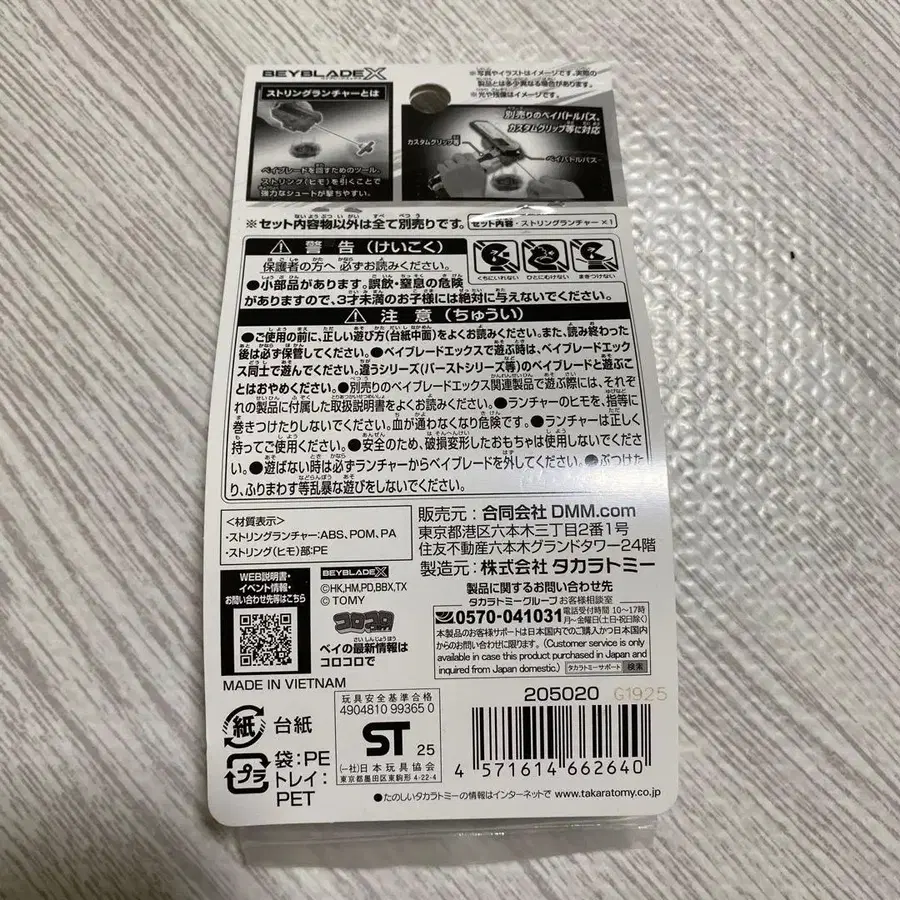 BEYBLADE X
ストリングランチャーとは
ベイブレードを回すためのツール。
ストリング(ヒモ)を引くことで
強力なシュートが撃ちやすい。
※写真やイラストはイメージです。実際の
製品とは多少異なる場合があります。
※光や残像はイメージです。
別売りのベイバトルパス、
カスタムグリップ等に対応
カスタムグリップ等
ベイバトルパス
※セット内容物以外は全て別売りです。
セット内容・ストリングランチャー×1
警告(けいこく)
保護者の方へ 必ずお読みください。
●小部品があります。誤飲・窒息の危険
がありますので、3才未満のお子様には絶対に与えないでください。
くちにいれない
ひとにむけない
まきつけない
注意(ちゅうい)
●ご使用の前に、正しい遊び方(台紙中面)をよくお読みください。また、読み終わった
後は必ず保管してください。●ベイブレードエックスで遊ぶ時は、ベイブレードエック
ス同士で遊んでください。違うシリーズ(バーストシリーズ等)のベイブレードと遊ぶこ
とはおやめください。●別売りのベイブレードエックス関連製品で遊ぶ際には、それぞ
れの製品に付属した取扱説明書をよくお読みください。●ランチャーのヒモを、指等に
巻きつけたりしないでください。血が通わなくなり危険です。●ランチャーは正しく
持ってご使用ください。●安全のため、破損変形したおもちゃは使用しないでください。
●遊ばない時は必ずランチャーからベイブレードを外してください。●ぶつけた
り、ふりまわす等乱暴な遊びをしないでください。
<材質表示>
・ストリングランチャー:ABS、POM、PA
・ストリング(ヒモ)部:PE
販売元:合同会社 DMM.com
東京都港区六本木三丁目2番1号
住友不動産六本木グランドタワー24階
製造元:株式会社 タカラトミー
製品に関するお問い合わせ先
タカラトミーグループお客様相談室
0570-041031
電話受付時間 10〜17時
月〜金曜日(土・日・祝日除く)
本製品のお客様サポートは日本国内でのご購入かつ日本国内
からのお問い合わせに限ります。(Customer service is only
available in case this product purchased in Japan and
inquired from Japan domestic.)
タカラトミーサポート 検索
WEB説明書・
イベント情報・
お問い合わせ先等はこちら
BEYBLADE X
©HK,HM,PD,BBX,TX
© TOMY
コロコロ
ベイの最新情報は
コロコロで
MADE IN VIETNAM
紙 台紙
プラ
袋:PE
トレイ:
PET
玩具安全基準合格
4904810 99365 0
ST 25
(一社)日本玩具協会
東京都墨田区東駒形4-22-4
205020
G1925
4 571614 662640
●たのしいタカラトミーの情報はインターネットで www.takaratomy.co.jp